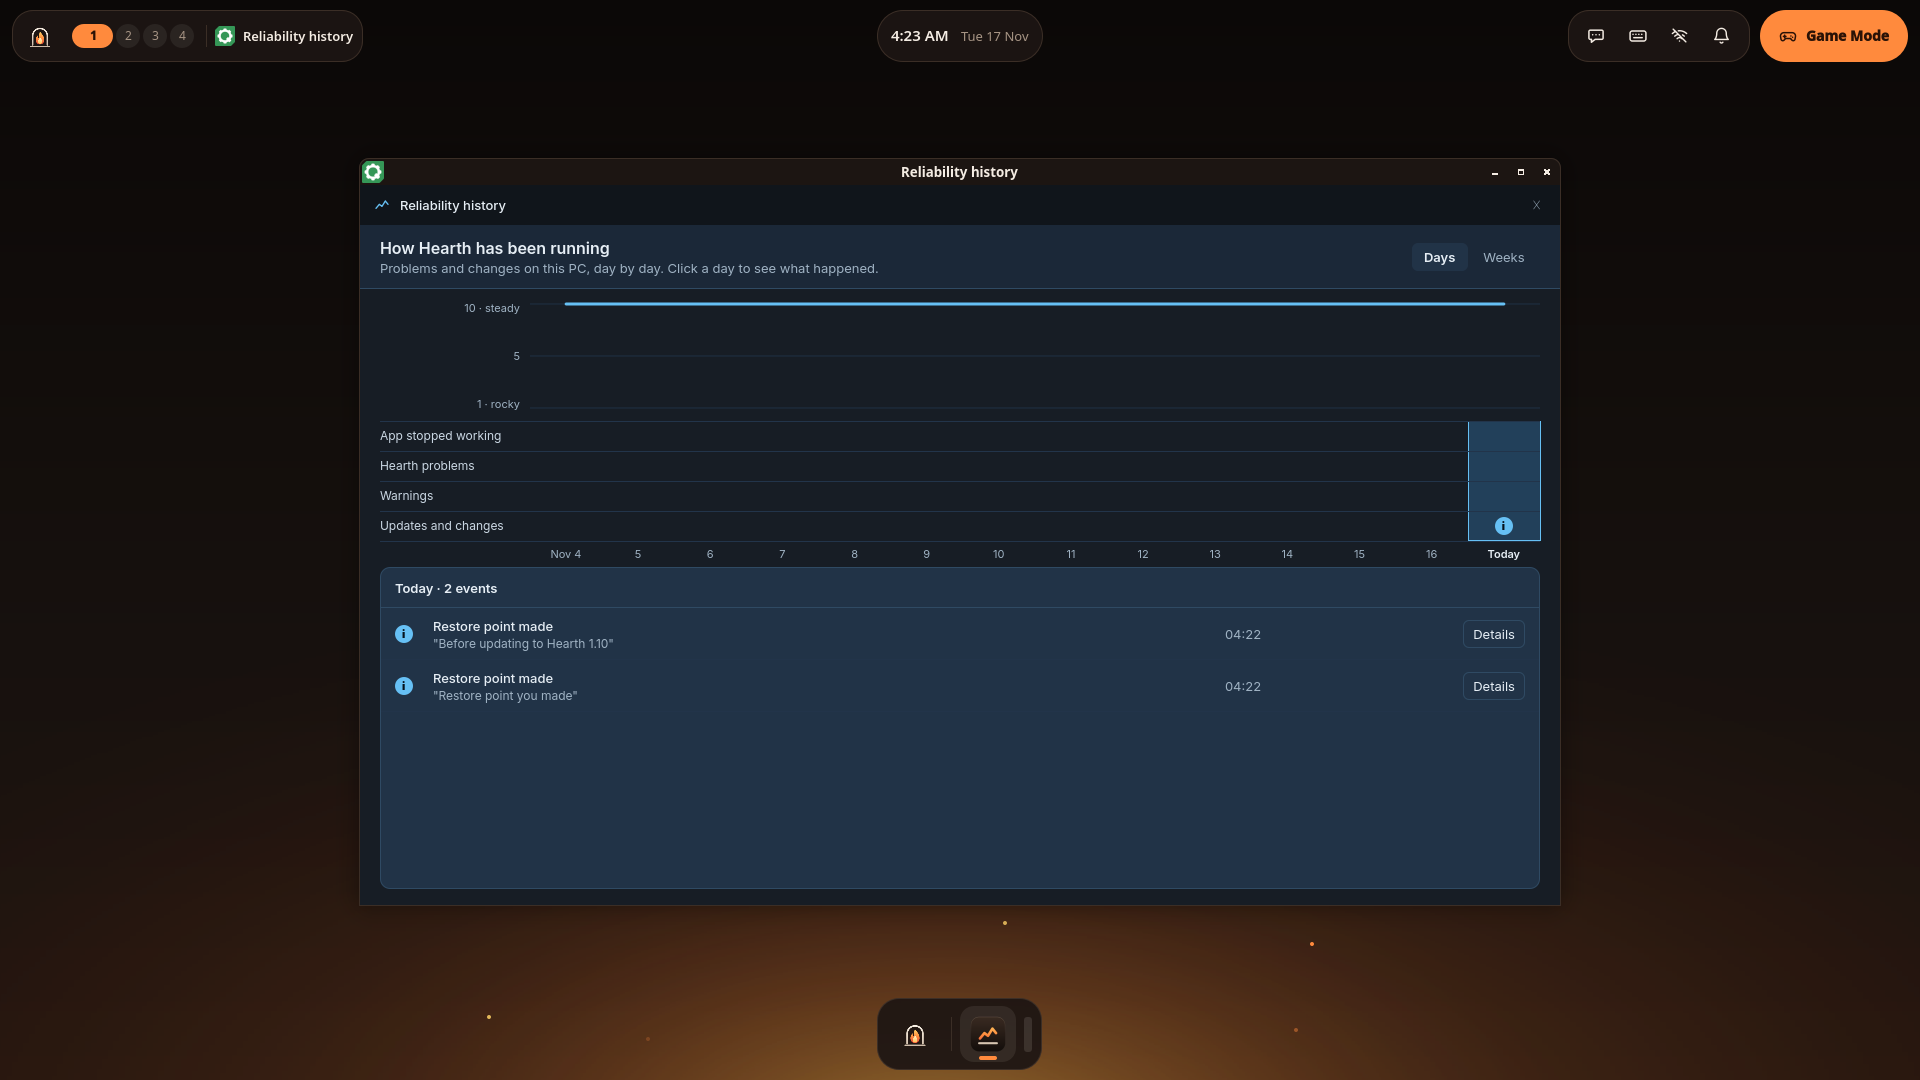 1 2 3 4 Reliability history
4:23 AM Tue 17 Nov
Game Mode
Reliability history
Reliability history
X
How Hearth has been running
Problems and changes on this PC, day by day. Click a day to see what happened.
Days Weeks
10 · steady
5
1 · rocky
App stopped working
Hearth problems
Warnings
Updates and changes
Nov 4 5 6 7 8 9 10 11 12 13 14 15 16 Today
Today · 2 events
Restore point made
"Before updating to Hearth 1.10"
04:22
Details
Restore point made
"Restore point you made"
04:22
Details